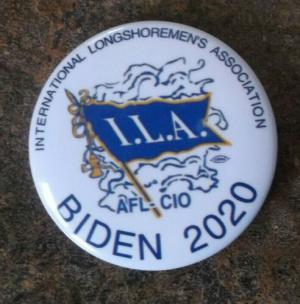 INTERNATIONAL LONGSHOREMEN'S ASSOCIATION
I.L.A.
AFL-CIO
BIDEN 2020